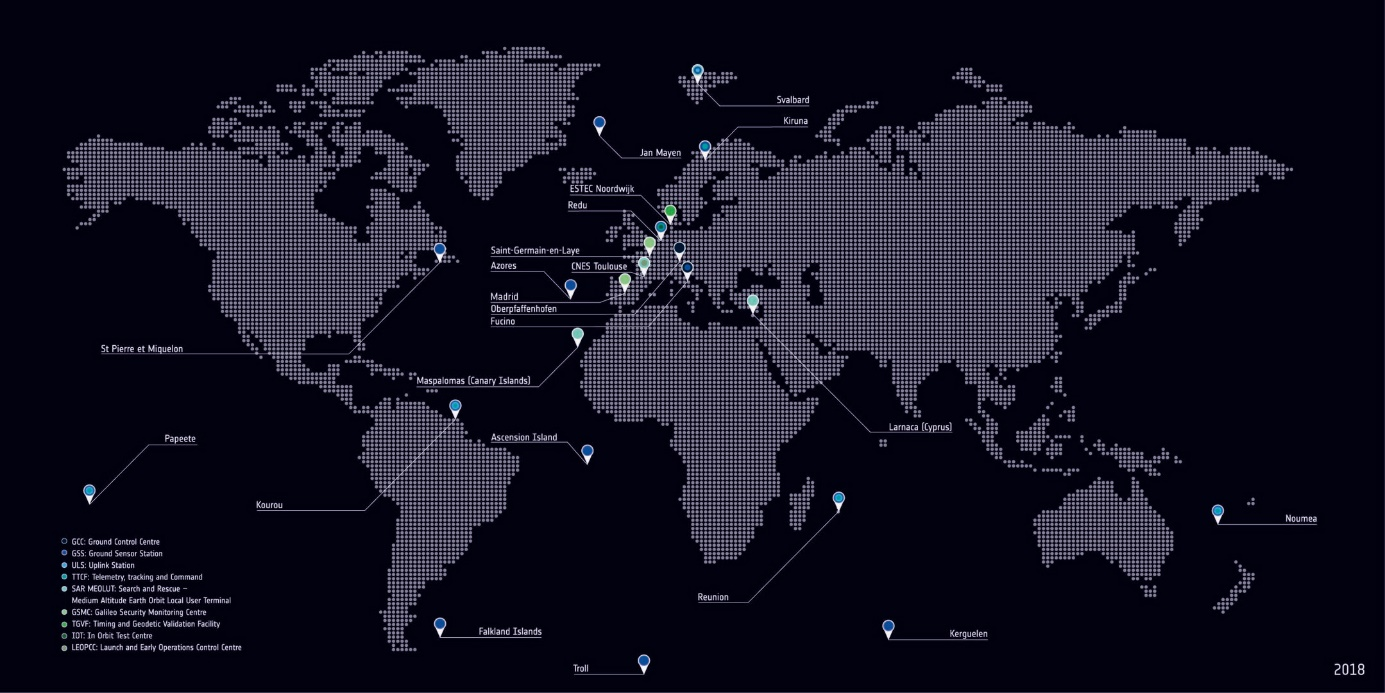 Svalbard
Kiruna
Jan Mayen
ESTEC Noordwijk
Redu
Saint-Germain-en-Laye
Azores
CNES Toulouse
Madrid
Oberpfaffenhofen
Fucino
St Pierre et Miquelon
Maspalomas (Canary Islands)
Larnaca (Cyprus)
Papeete
Ascension Island
Kourou
Noumea
Reunion
Falkland Islands
Kerguelen
Troll
GCC: Ground Control Centre
GSS: Ground Sensor Station
ULS: Uplink Station
TTCF: Telemetry, tracking and Command
SAR MEOLUT: Search and Rescue –
Medium Altitude Earth Orbit Local User Terminal
GSMC: Galileo Security Monitoring Centre
TGVF: Timing and Geodetic Validation Facility
IOT: In Orbit Test Centre
LEOPCC: Launch and Early Operations Control Centre
2018